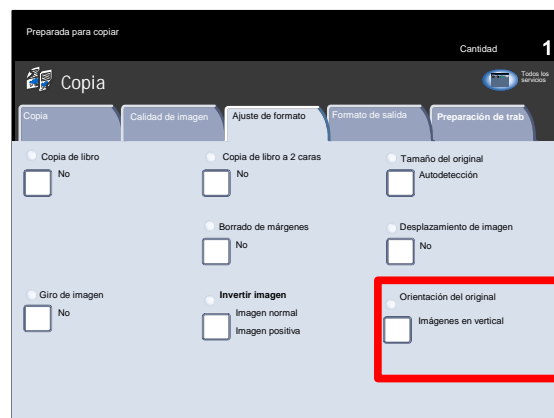 Preparada para copiar
Cantidad 1
Copia
Todos los
servicios
Copia
Calidad de imagen
Ajuste de formato
Formato de salida
Preparación de trab
Copia de libro
No
Copia de libro a 2 caras
No
Tamaño del original
Autodetección
Borrado de márgenes
No
Desplazamiento de imagen
No
Giro de imagen
No
Invertir imagen
Imagen normal
Imagen positiva
Orientación del original
Imágenes en vertical